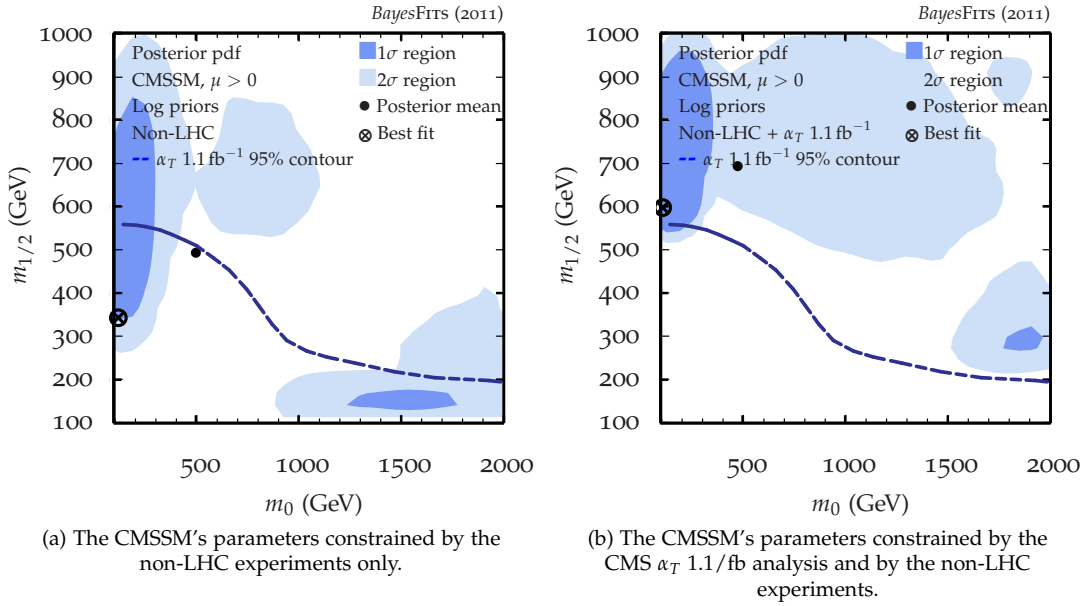 BayesFITS (2011)
1000
900
800
700
600
500
400
300
200
100
m1/2 (GeV)
Posterior pdf
CMSSM, μ > 0
Log priors
Non-LHC
αT 1.1 fb−1 95% contour
1σ region
2σ region
Posterior mean
Best fit
500
1000
1500
2000
m0 (GeV)
(a) The CMSSM's parameters constrained by the
non-LHC experiments only.
BayesFITS (2011)
1000
900
800
700
600
500
400
300
200
100
m1/2 (GeV)
Posterior pdf
CMSSM, μ > 0
Log priors
Non-LHC + αT 1.1 fb−1
αT 1.1 fb−1 95% contour
1σ region
2σ region
Posterior mean
Best fit
500
1000
1500
2000
m0 (GeV)
(b) The CMSSM's parameters constrained by the
CMS αT 1.1/fb analysis and by the non-LHC
experiments.